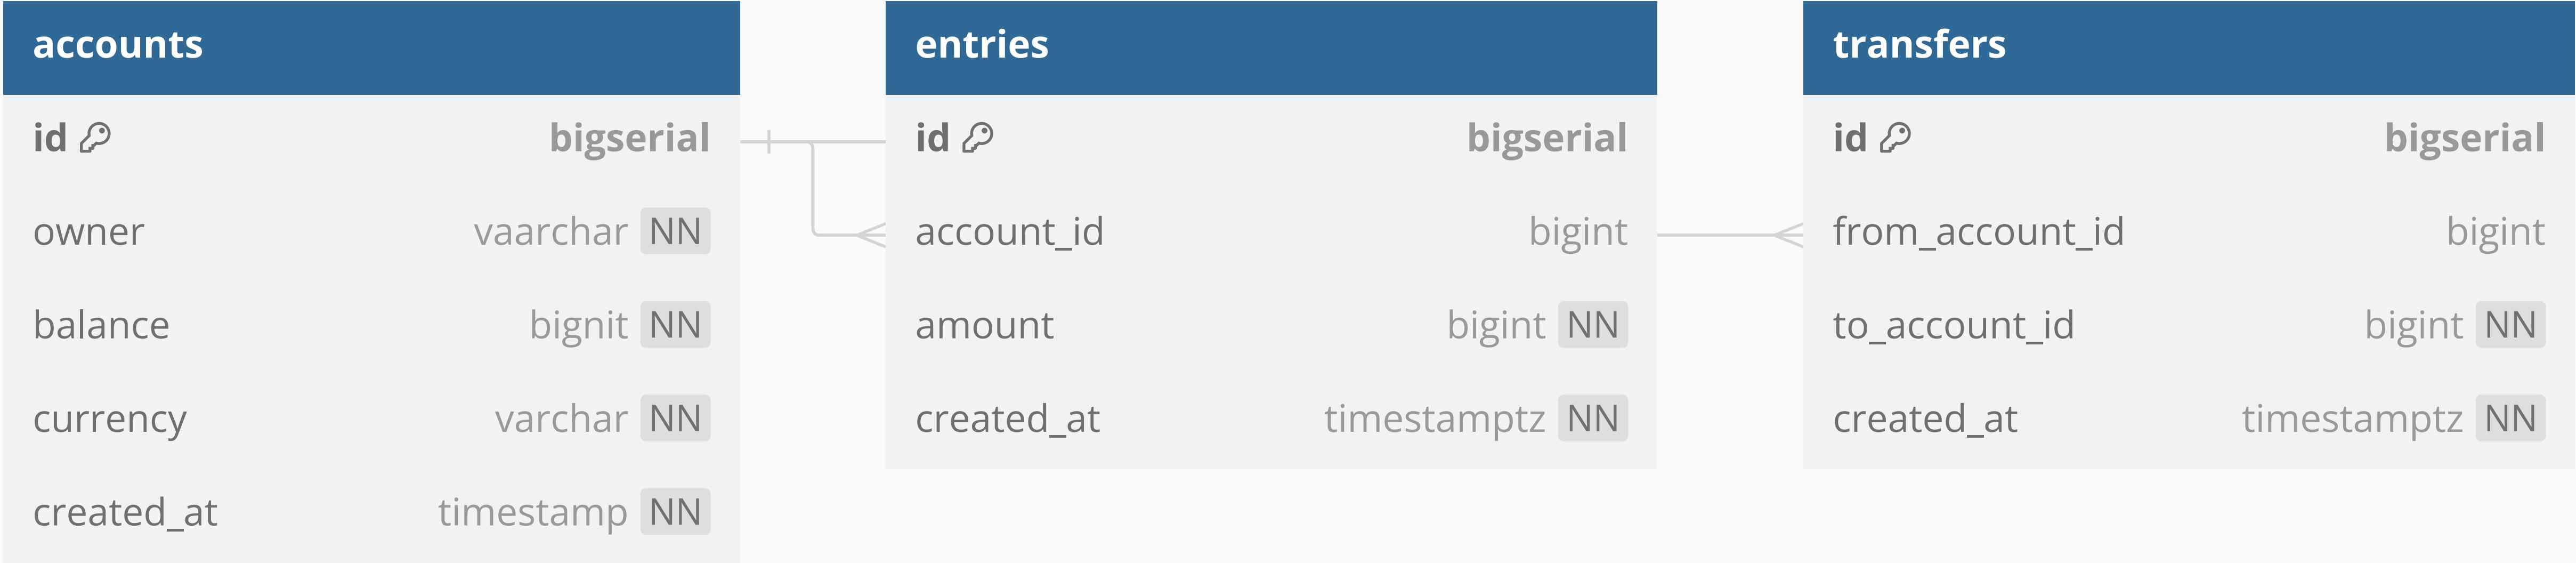 accounts
id bigserial
owner vaarchar NN
balance bignit NN
currency varchar NN
created_at timestamp NN
entries
id bigserial
account_id bigint
amount bigint NN
created_at timestamptz NN
transfers
id bigserial
from_account_id bigint
to_account_id bigint NN
created_at timestamptz NN